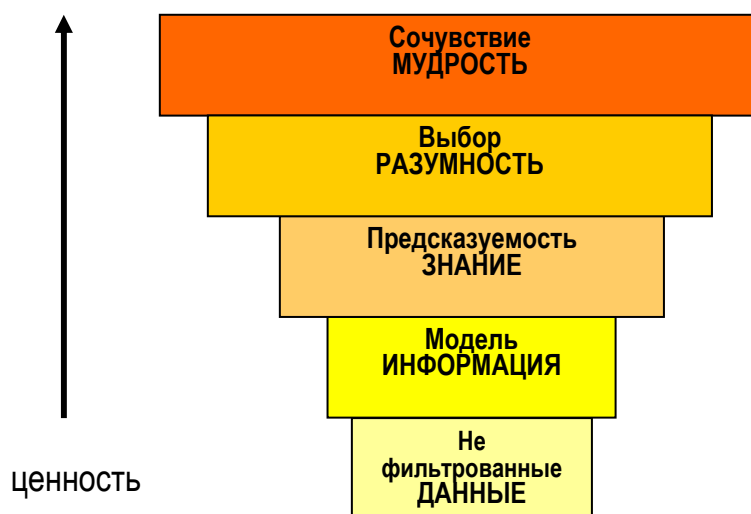 Сочувствие
МУДРОСТЬ
Выбор
РАЗУМНОСТЬ
Предсказуемость
ЗНАНИЕ
Модель
ИНФОРМАЦИЯ
Не
фильтрованные
ДАННЫЕ
ценность